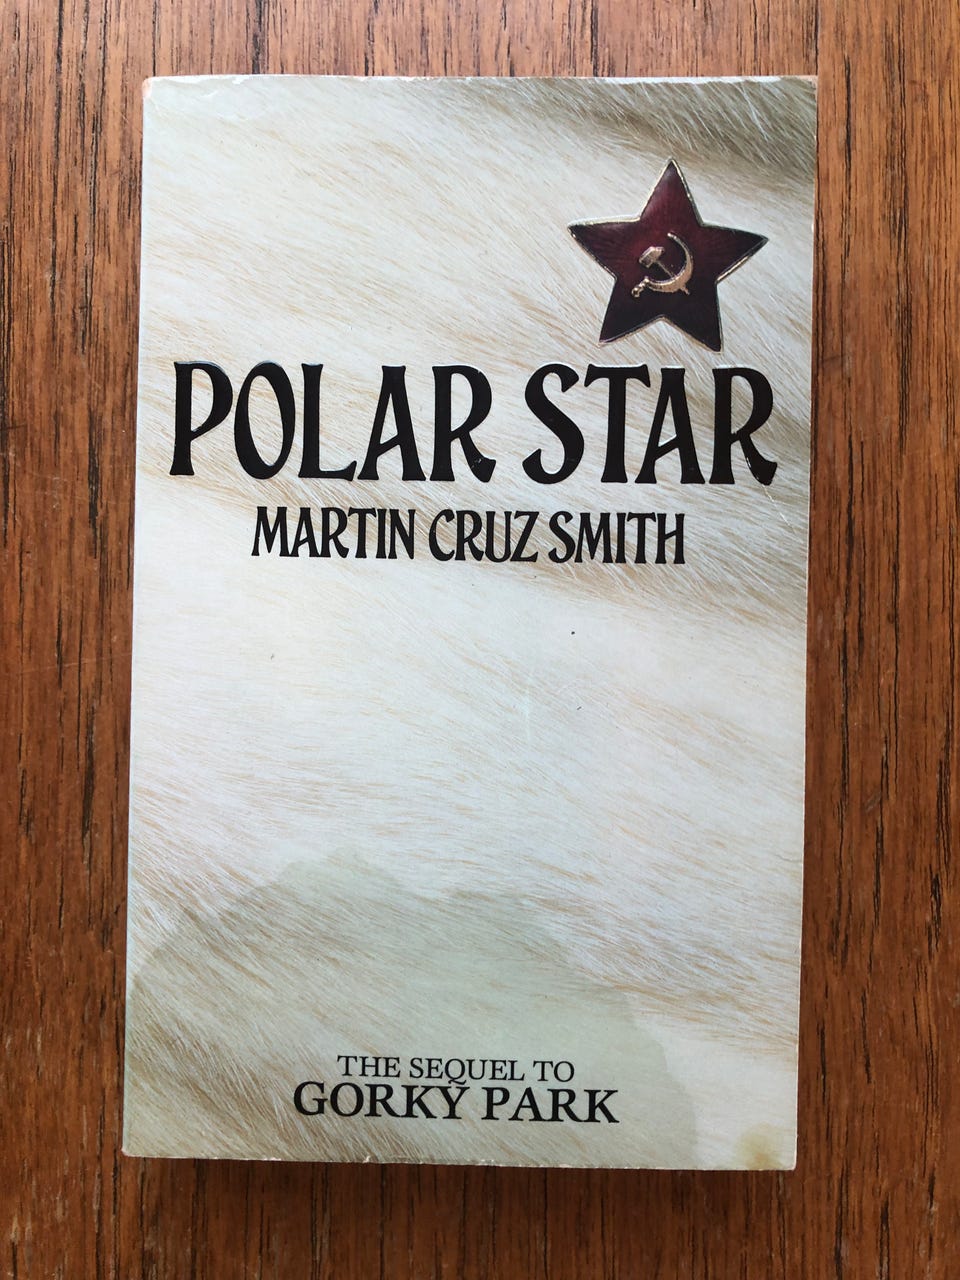 POLAR STAR
MARTIN CRUZ SMITH
THE SEQUEL TO
GORKY PARK